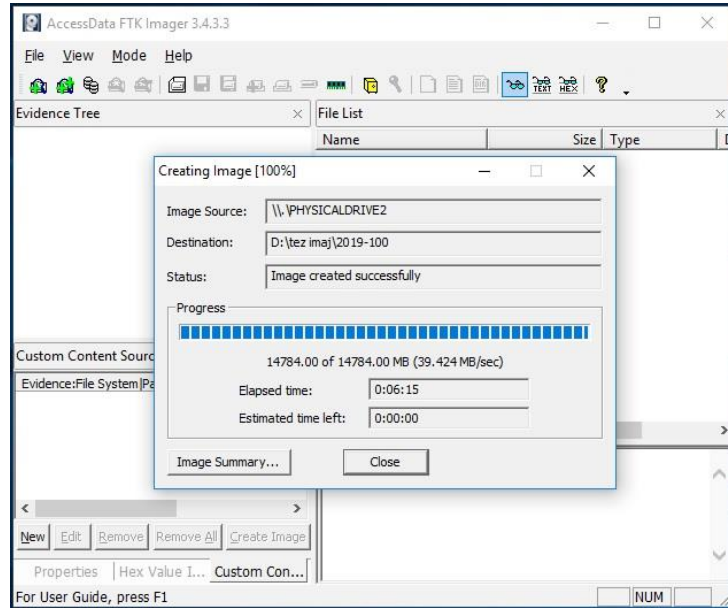 AccessData FTK Imager 3.4.3.3
File View Mode Help
TEXT HEX
Evidence Tree
File List
Name Size Type
Creating Image [100%]
Image Source: \\.\PHYSICALDRIVE2
Destination: D:\tez imaj\2019-100
Status: Image created successfully
Progress
14784.00 of 14784.00 MB (39.424 MB/sec)
Elapsed time: 0:06:15
Estimated time left: 0:00:00
Image Summary... Close
Custom Content Sourc
Evidence:File System|Pa
New Edit Remove Remove All Create Image
Properties Hex Value I... Custom Con...
For User Guide, press F1
NUM